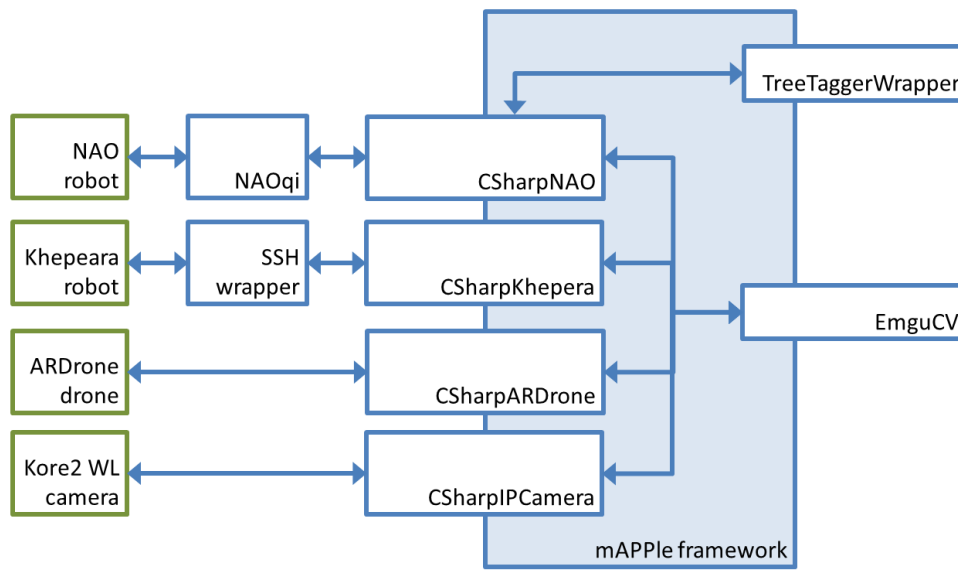 TreeTaggerWrapper
NAO
robot
NAOqi
CSharpNAO
Khepeara
robot
SSH
wrapper
CSharpKhepera
EmguCV
ARDrone
drone
CSharpARDrone
Kore2 WL
camera
CSharpIPCamera
mAPPle framework